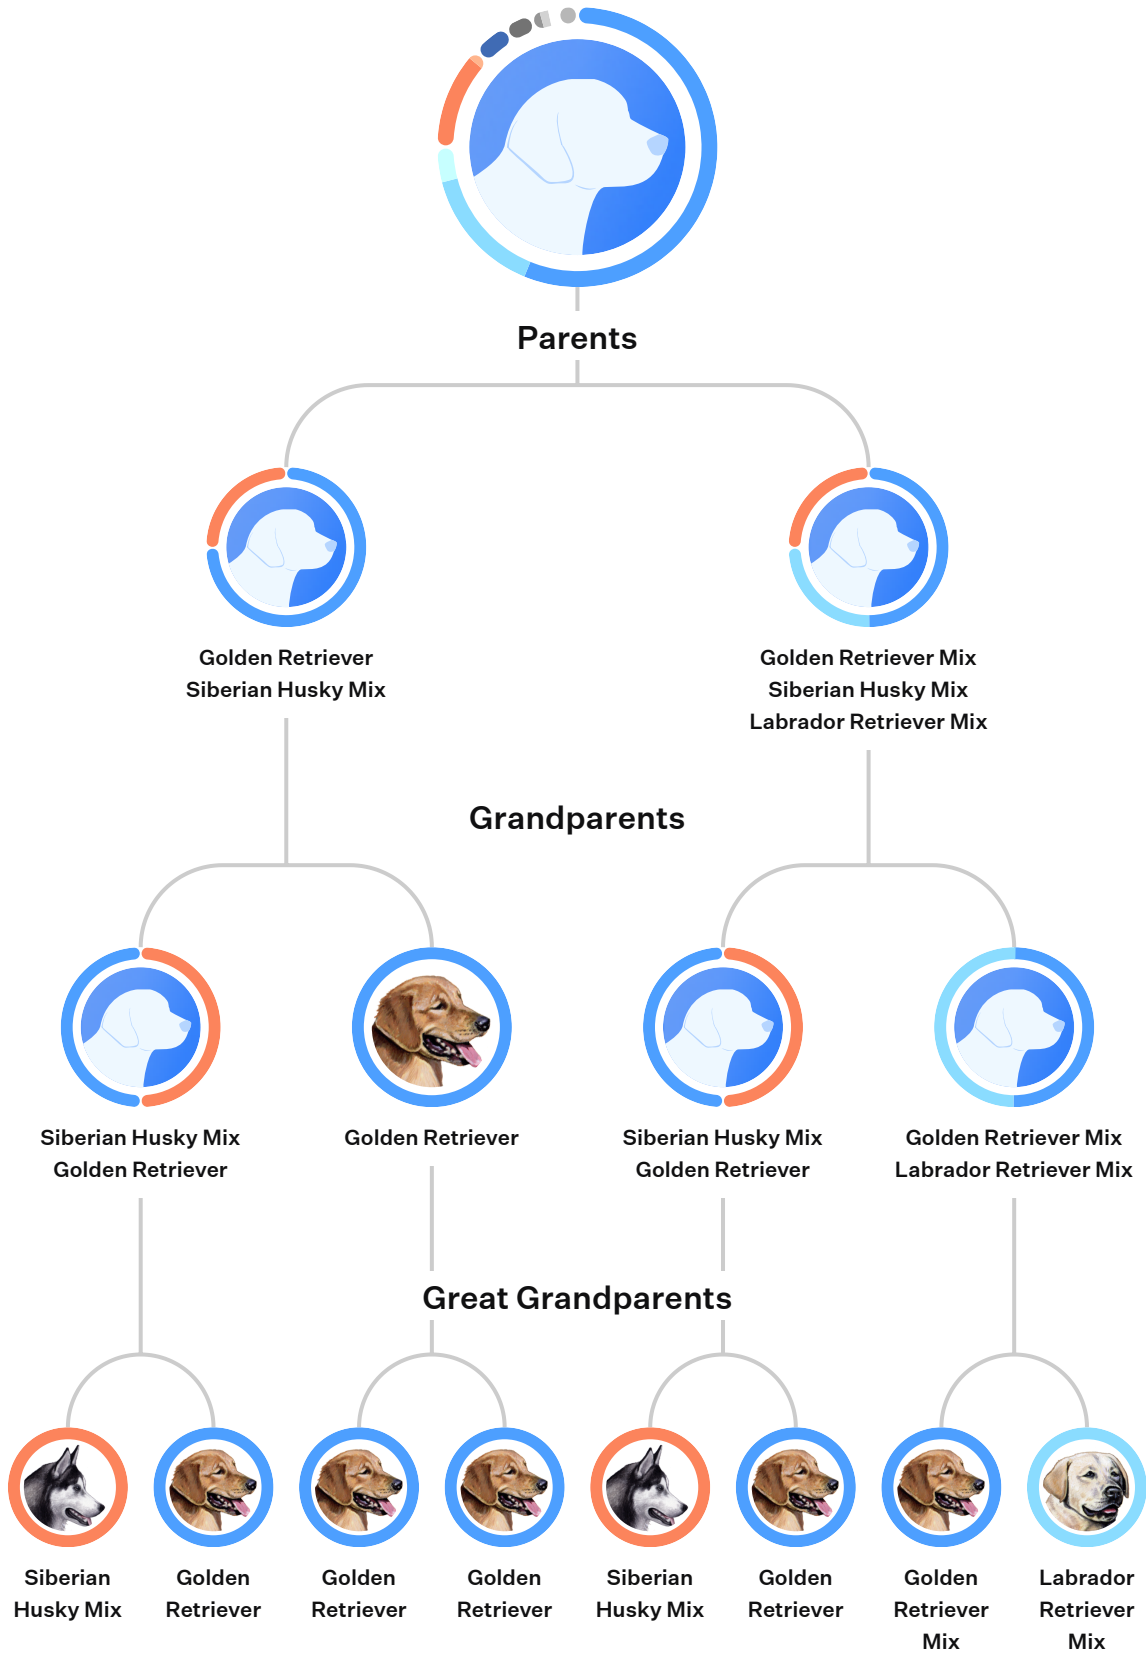 Parents
Golden Retriever
Siberian Husky Mix
Golden Retriever Mix
Siberian Husky Mix
Labrador Retriever Mix
Grandparents
Siberian Husky Mix
Golden Retriever
Golden Retriever
Siberian Husky Mix
Golden Retriever
Golden Retriever Mix
Labrador Retriever Mix
Great Grandparents
Siberian
Husky Mix
Golden
Retriever
Golden
Retriever
Golden
Retriever
Siberian
Husky Mix
Golden
Retriever
Golden
Retriever
Mix
Labrador
Retriever
Mix